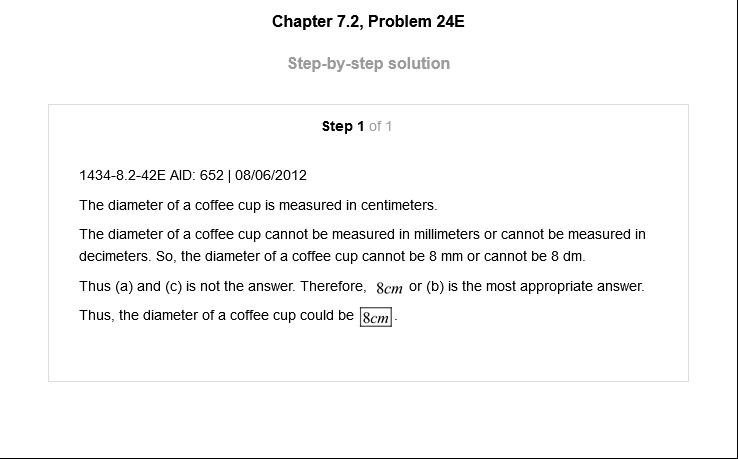 Chapter 7.2, Problem 24E
Step-by-step solution
Step 1 of 1
1434-8.2-42E AID: 652 | 08/06/2012
The diameter of a coffee cup is measured in centimeters.
The diameter of a coffee cup cannot be measured in millimeters or cannot be measured in
decimeters. So, the diameter of a coffee cup cannot be 8 mm or cannot be 8 dm.
Thus (a) and (c) is not the answer. Therefore, 8cm or (b) is the most appropriate answer.
Thus, the diameter of a coffee cup could be 8cm.